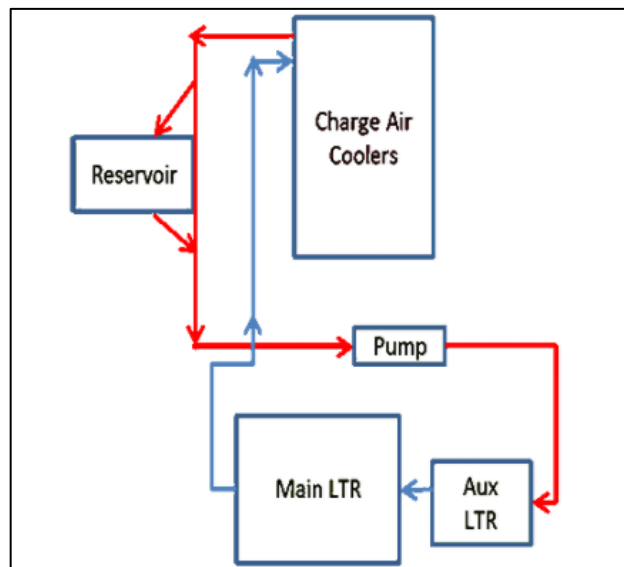 Charge Air
Coolers
Reservoir
Pump
Main LTR
Aux
LTR